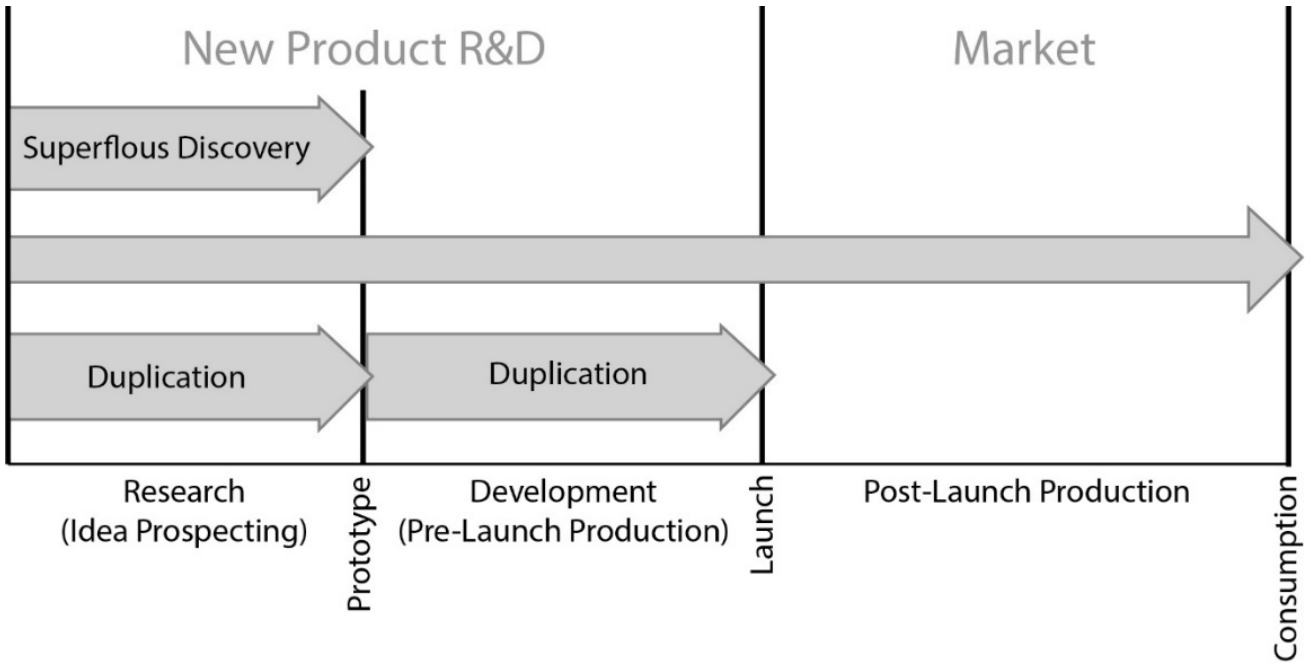 New Product R&D
Market
Superflous Discovery
Duplication
Duplication
Research
(Idea Prospecting)
Prototype
Development
(Pre-Launch Production)
Launch
Post-Launch Production
Consumption